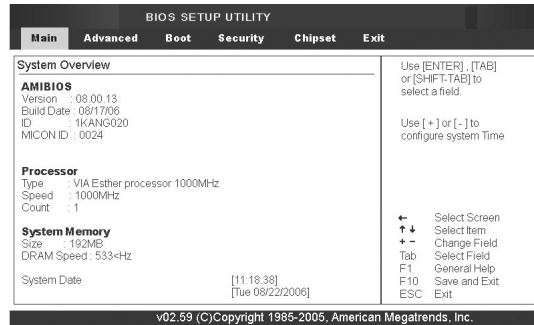 BIOS SETUP UTILITY
Main Advanced Boot Security Chipset Exit
System Overview
AMIBIOS
Version : 08.00.13
Build Date : 08/17/06
ID : 1KANG020
MICON ID : 0024
Processor
Type : VIA Esther processor 1000MHz
Speed : 1000MHz
Count : 1
System Memory
Size : 192MB
DRAM Speed : 533<Hz
System Date [11:18:38]
[Tue 08/22/2006]
Use [ENTER] , [TAB]
or [SHIFT-TAB] to
select a field.
Use [ + ] or [ - ] to
configure system Time
← Select Screen
↑ ↓ Select Item
+ - Change Field
Tab Select Field
F1 General Help
F10 Save and Exit
ESC Exit
v02.59 (C)Copyright 1985-2005, American Megatrends, Inc.